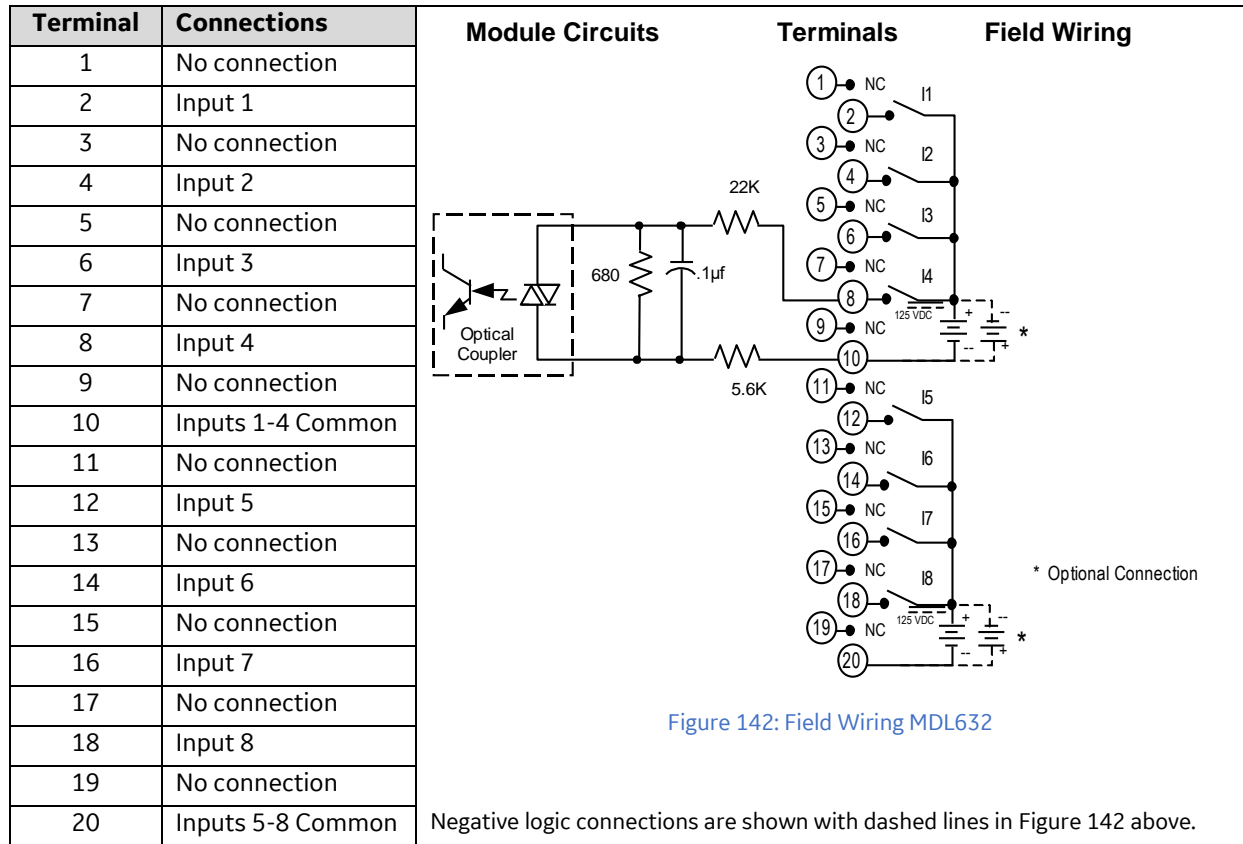 Terminal Connections
1 No connection
2 Input 1
3 No connection
4 Input 2
5 No connection
6 Input 3
7 No connection
8 Input 4
9 No connection
10 Inputs 1-4 Common
11 No connection
12 Input 5
13 No connection
14 Input 6
15 No connection
16 Input 7
17 No connection
18 Input 8
19 No connection
20 Inputs 5-8 Common
Module Circuits Terminals Field Wiring
1 NC
I1
2
3 NC
I2
4
22K
5 NC
I3
6
680 .1µf
7 NC
I4
8
125 VDC + --
9 NC
-- + *
Optical
Coupler
10
5.6K
11 NC
I5
12
13 NC
I6
14
15 NC
I7
16
17 NC
I8
* Optional Connection
18
125 VDC + --
19 NC
-- + *
20
Figure 142: Field Wiring MDL632
Negative logic connections are shown with dashed lines in Figure 142 above.